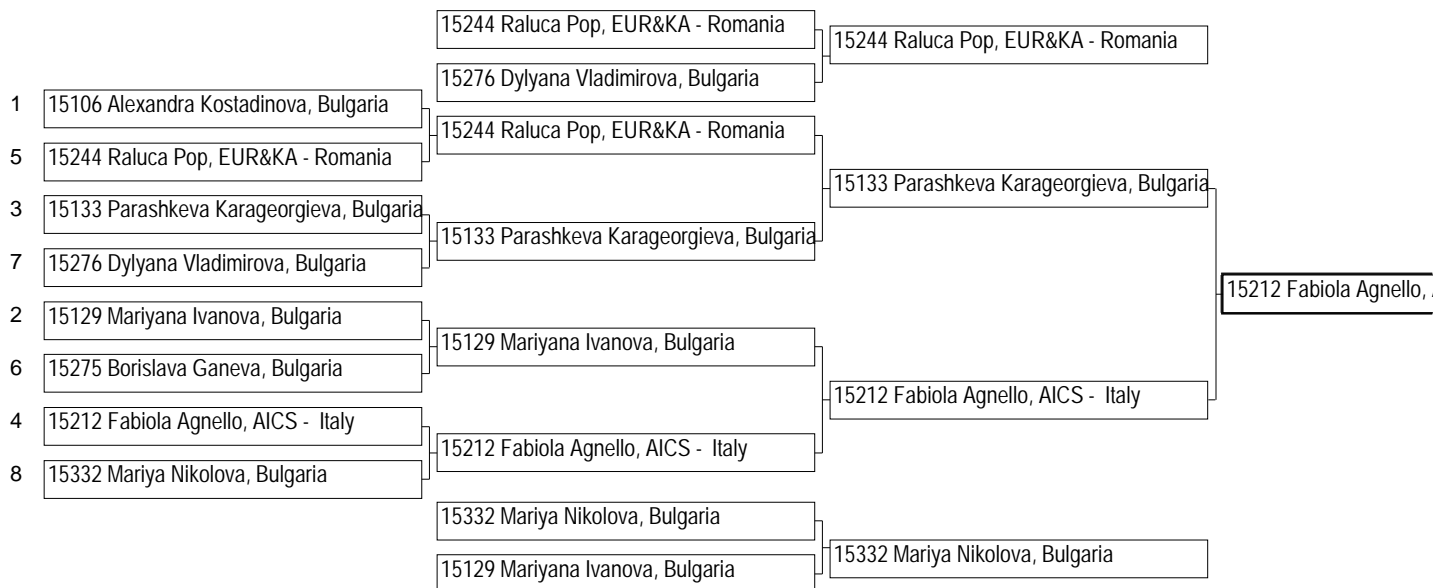 15244 Raluca Pop, EUR&KA - Romania
15276 Dylyana Vladimirova, Bulgaria
15244 Raluca Pop, EUR&KA - Romania
1 15106 Alexandra Kostadinova, Bulgaria
5 15244 Raluca Pop, EUR&KA - Romania
3 15133 Parashkeva Karageorgieva, Bulgaria
7 15276 Dylyana Vladimirova, Bulgaria
2 15129 Mariyana Ivanova, Bulgaria
6 15275 Borislava Ganeva, Bulgaria
4 15212 Fabiola Agnello, AICS - Italy
8 15332 Mariya Nikolova, Bulgaria
15244 Raluca Pop, EUR&KA - Romania
15133 Parashkeva Karageorgieva, Bulgaria
15129 Mariyana Ivanova, Bulgaria
15212 Fabiola Agnello, AICS - Italy
15133 Parashkeva Karageorgieva, Bulgaria
15212 Fabiola Agnello, AICS - Italy
15212 Fabiola Agnello,
15332 Mariya Nikolova, Bulgaria
15129 Mariyana Ivanova, Bulgaria
15332 Mariya Nikolova, Bulgaria